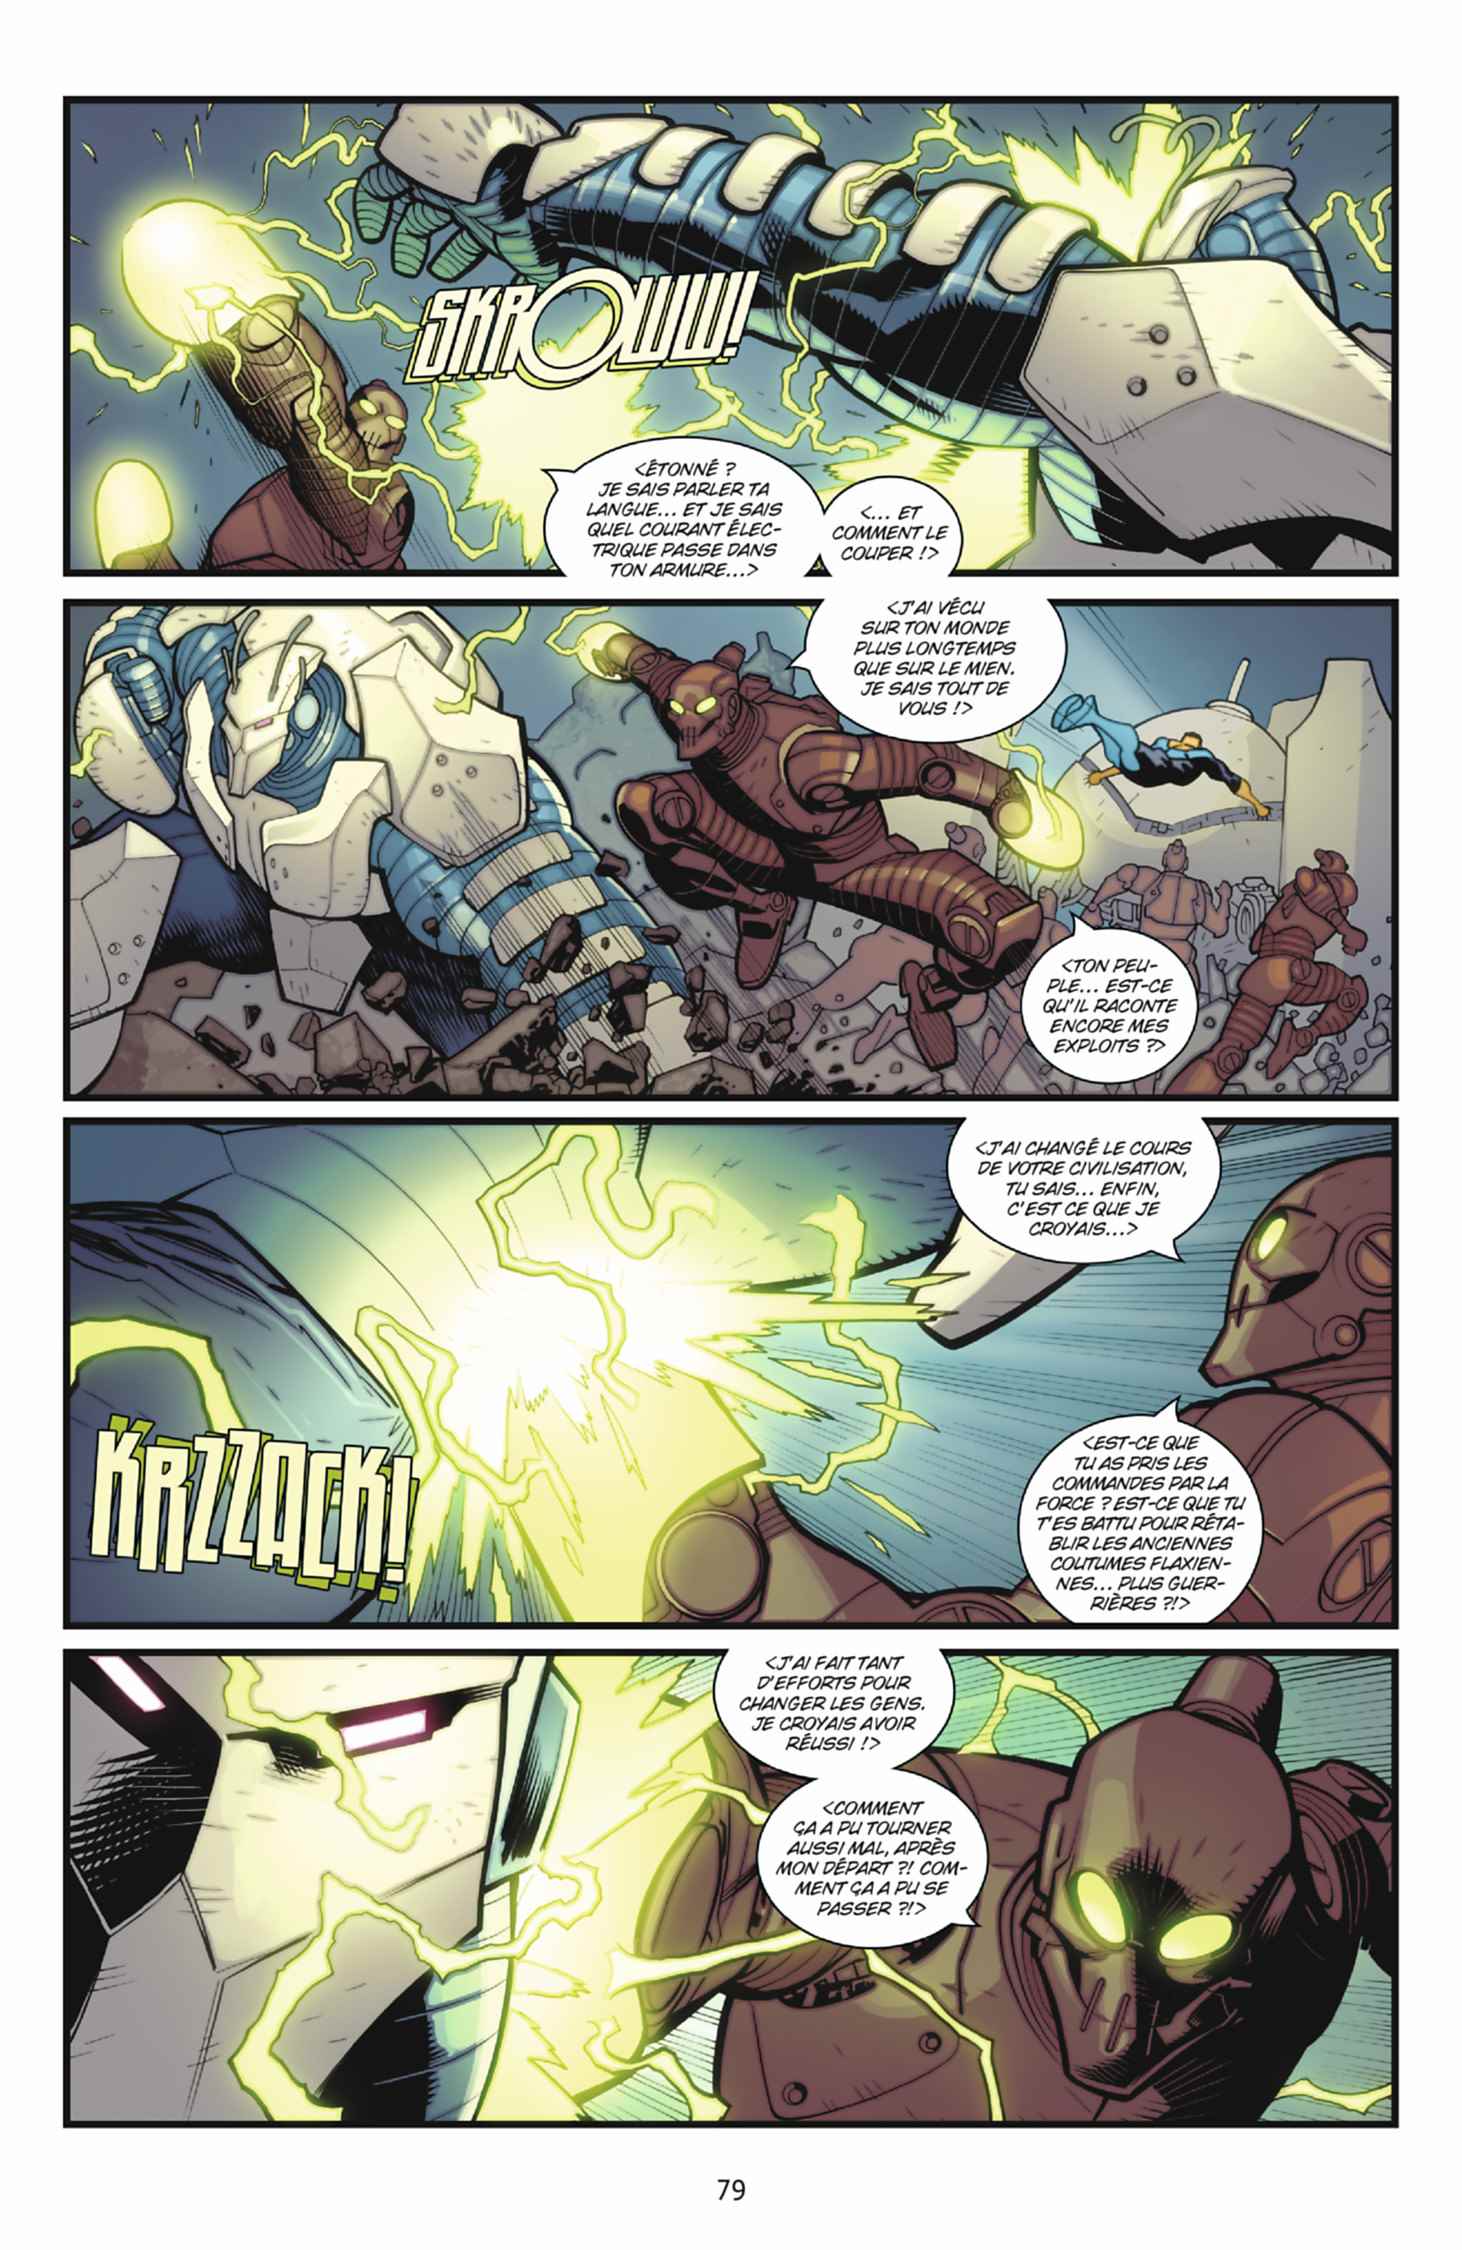 SKROWW!
<ÉTONNÉ ?
JE SAIS PARLER TA
LANGUE... ET JE SAIS
QUEL COURANT ÉLEC-
TRIQUE PASSE DANS
TON ARMURE...>
<... ET
COMMENT LE
COUPER !>
<J'AI VÉCU
SUR TON MONDE
PLUS LONGTEMPS
QUE SUR LE MIEN.
JE SAIS TOUT DE
VOUS !>
<TON PEU-
PLE... EST-CE
QU'IL RACONTE
ENCORE MES
EXPLOITS ?>
<J'AI CHANGÉ LE COURS
DE VOTRE CIVILISATION,
TU SAIS... ENFIN,
C'EST CE QUE JE
CROYAIS...>
KRZZACK!
<EST-CE QUE
TU AS PRIS LES
COMMANDES PAR LA
FORCE ? EST-CE QUE TU
T'ES BATTU POUR RÉTA-
BLIR LES ANCIENNES
COUTUMES FLAXIEN-
NES... PLUS GUER-
RIÈRES ?!>
<J'AI FAIT TANT
D'EFFORTS POUR
CHANGER LES GENS.
JE CROYAIS AVOIR
RÉUSSI !>
<COMMENT
ÇA A PU TOURNER
AUSSI MAL, APRÈS
MON DÉPART ?! COM-
MENT ÇA A PU SE
PASSER ?!>
79